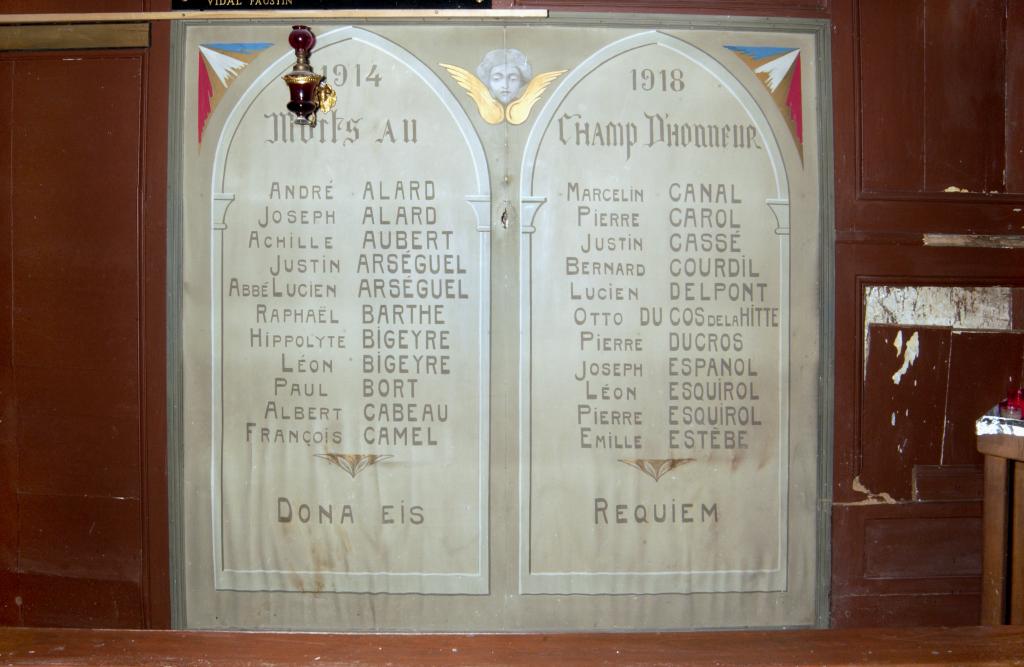 VIDAL FAUSTIN
1914
Morts AU
ANDRÉ ALARD
JOSEPH ALARD
ACHILLE AUBERT
JUSTIN ARSÉGUEL
ABBÉ LUCIEN ARSÉGUEL
RAPHAËL BARTHE
HIPPOLYTE BIGEYRE
LÉON BIGEYRE
PAUL BORT
ALBERT CABEAU
FRANÇOIS CAMEL
DONA EIS
1918
CHAMP D'HONNEUR
MARCELIN CANAL
PIERRE CAROL
JUSTIN CASSÉ
BERNARD COURDIL
LUCIEN DELPONT
OTTO DU COS DE LA HITTE
PIERRE DUCROS
JOSEPH ESPANOL
LÉON ESQUIROL
PIERRE ESQUIROL
EMILLE ESTÈBE
REQUIEM